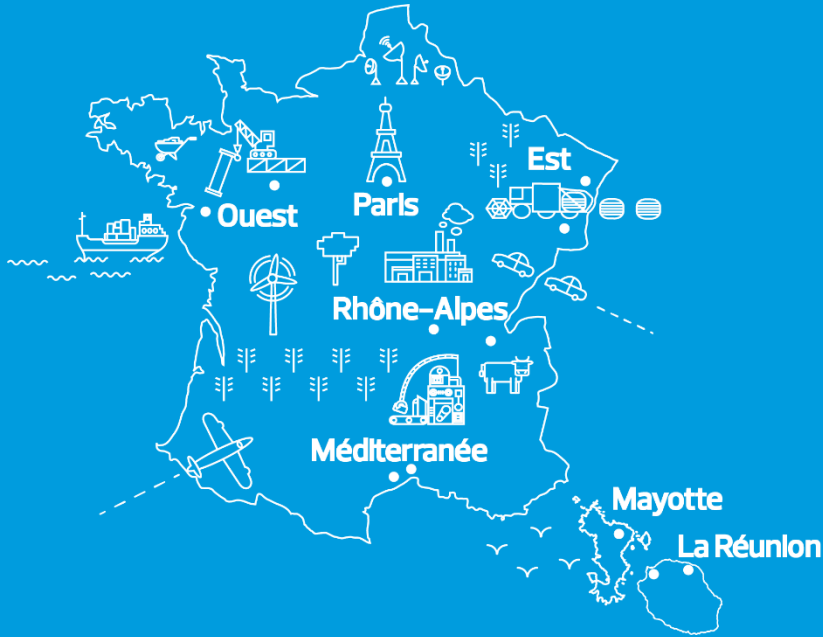 Est
Paris
Ouest
Rhône-Alpes
Méditerranée
Mayotte
La Réunion